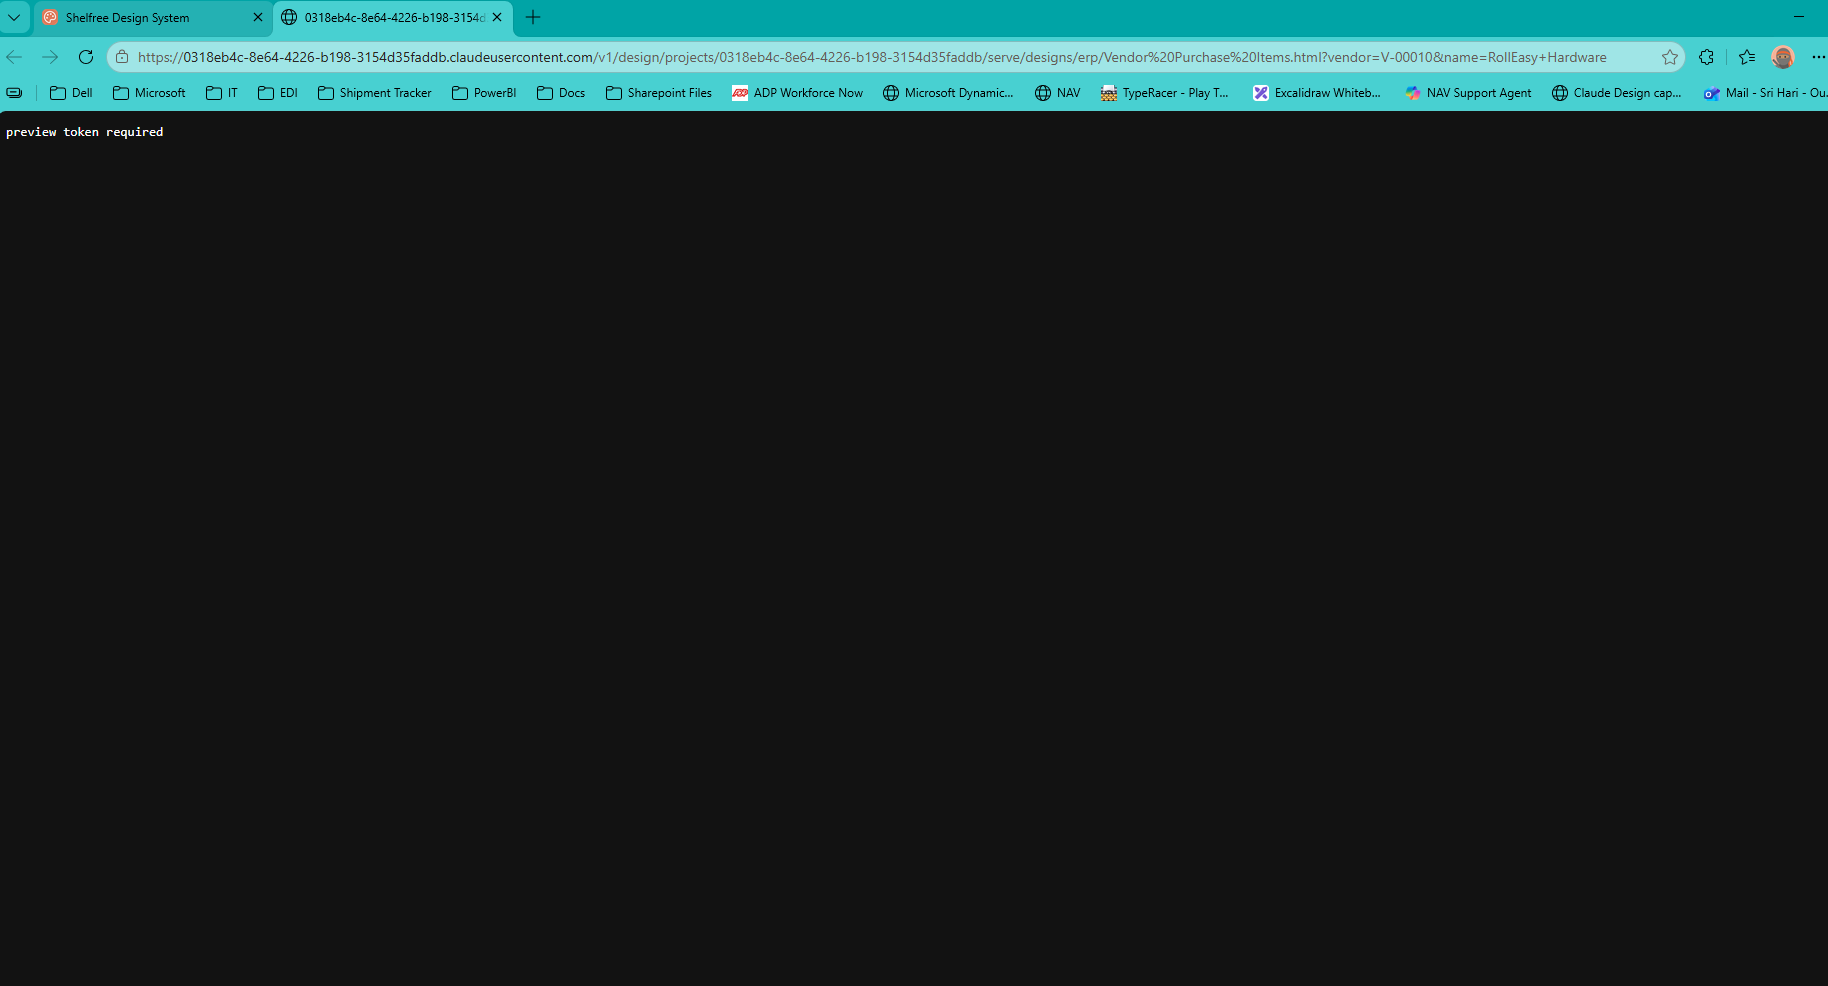 Shelfree Design System
0318eb4c-8e64-4226-b198-3154d
https://0318eb4c-8e64-4226-b198-3154d35faddb.claudeusercontent.com/v1/design/projects/0318eb4c-8e64-4226-b198-3154d35faddb/serve/designs/erp/Vendor%20Purchase%20Items.html?vendor=V-00010&name=RollEasy+Hardware
Dell
Microsoft
IT
EDI
Shipment Tracker
PowerBI
Docs
Sharepoint Files
ADP Workforce Now
Microsoft Dynamic...
NAV
TypeRacer - Play T...
Excalidraw Whiteb...
NAV Support Agent
Claude Design cap...
Mail - Sri Hari - Ou...
preview token required